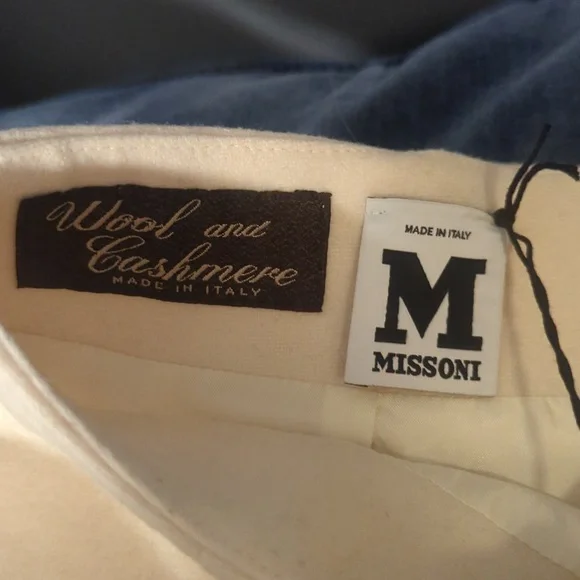 Wool and
Cashmere
MADE IN ITALY
MADE IN ITALY
M
MISSONI